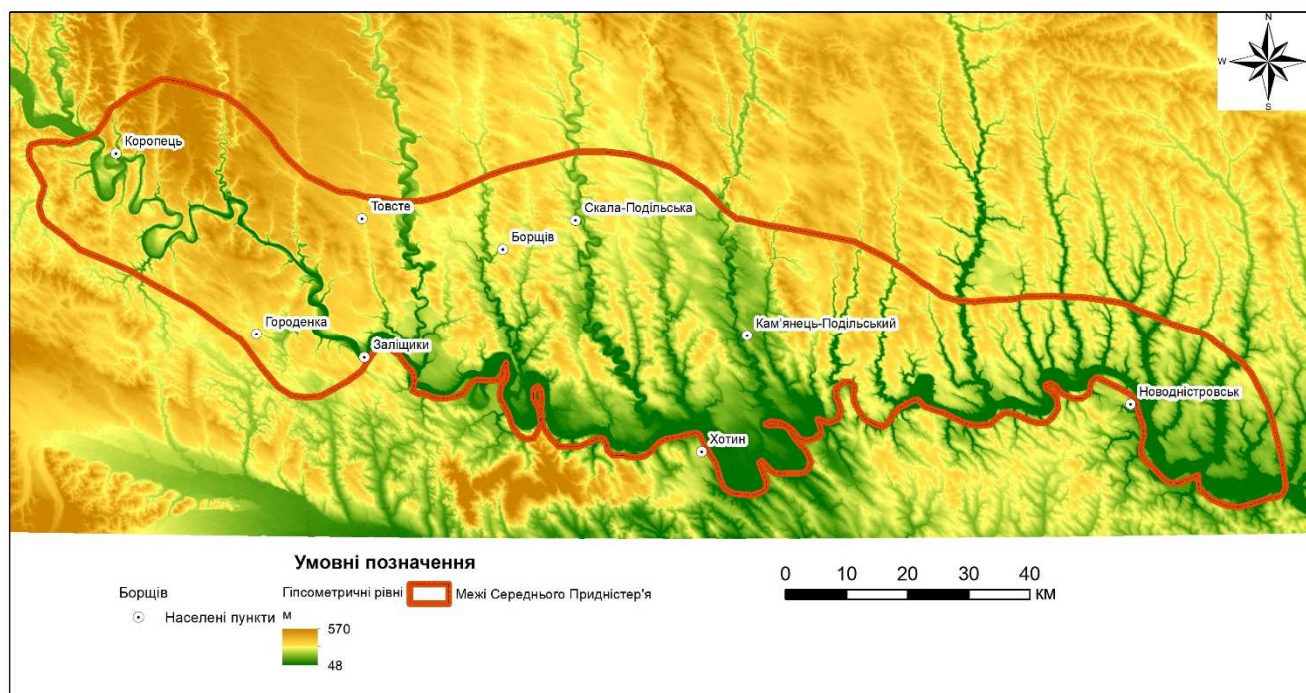 N
W
E
S
Коропець
Товсте
Скала-Подільська
Борщів
Городенка
Заліщики
Кам'янець-Подільський
Новодністровськ
Хотин
Умовні позначення
Борщів
Населені пункти
Гіпсометричні рівні
м
570
48
Межі Середнього Придністер'я
0 10 20 30 40
КМ